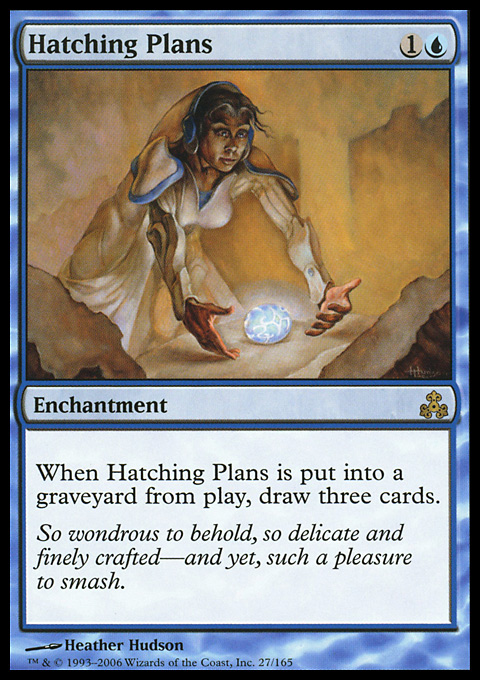 Hatching Plans 1
Enchantment
When Hatching Plans is put into a
graveyard from play, draw three cards.
So wondrous to behold, so delicate and
finely crafted—and yet, such a pleasure
to smash.
Heather Hudson
™ & © 1993–2006 Wizards of the Coast, Inc. 27/165